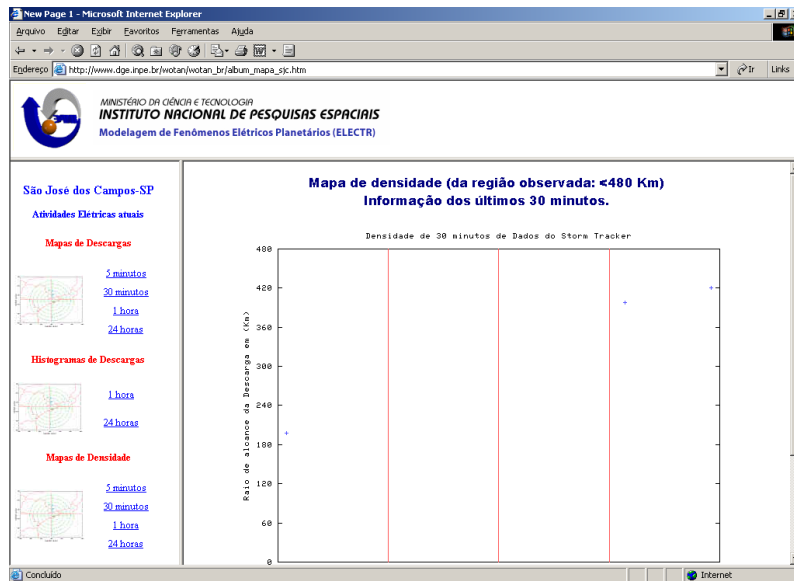 New Page 1 - Microsoft Internet Explorer
Arquivo Editar Exibir Favoritos Ferramentas Ajuda
Endereço http://www.dge.inpe.br/wotan/wotan_br/album_mapa_sjc.htm Ir Links
MINISTÉRIO DA CIÊNCIA E TECNOLOGIA
INSTITUTO NACIONAL DE PESQUISAS ESPACIAIS
Modelagem de Fenômenos Elétricos Planetários (ELECTR)
São José dos Campos-SP
Atividades Elétricas atuais
Mapas de Descargas
5 minutos
30 minutos
1 hora
24 horas
Histogramas de Descargas
1 hora
24 horas
Mapas de Densidade
5 minutos
30 minutos
1 hora
24 horas
Mapa de densidade (da região observada: <480 Km)
Informação dos últimos 30 minutos.
Densidade de 30 minutos de Dados do Storm Tracker
Raio de alcance da Descarga em (Km)
480
420
360
300
240
180
120
60
0
Concluído Internet